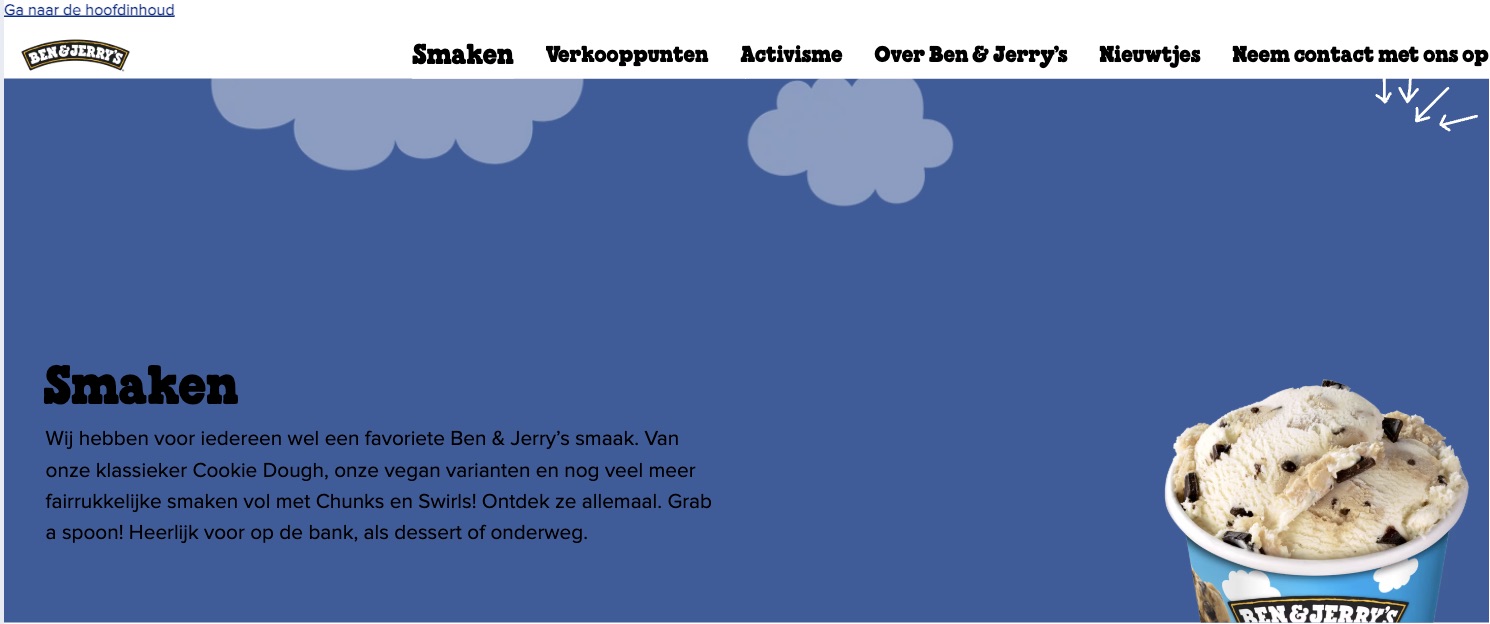 Ga naar de hoofdinhoud
BEN & JERRY'S
Smaken Verkooppunten Activisme Over Ben & Jerry's Nieuwtjes Neem contact met ons op
Smaken
Wij hebben voor iedereen wel een favoriete Ben & Jerry's smaak. Van
onze klassieker Cookie Dough, onze vegan varianten en nog veel meer
fairrukkelijke smaken vol met Chunks en Swirls! Ontdek ze allemaal. Grab
a spoon! Heerlijk voor op de bank, als dessert of onderweg.
BEN & JERRY'S